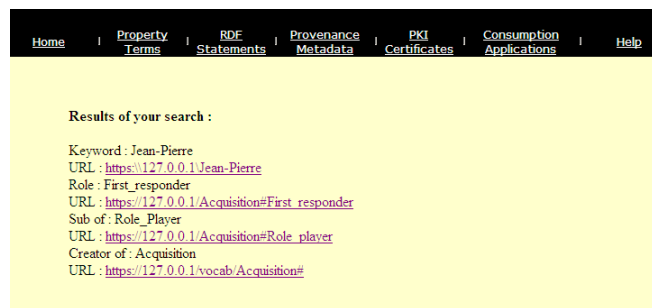 Home | Property Terms | RDF Statements | Provenance Metadata | PKI Certificates | Consumption Applications | Help
Results of your search :
Keyword : Jean-Pierre
URL : https:\\127.0.0.1\Jean-Pierre
Role : First_responder
URL : https://127.0.0.1/Acquisition#First_responder
Sub of : Role_Player
URL : https://127.0.0.1/Acquisition#Role_player
Creator of : Acquisition
URL : https://127.0.0.1/vocab/Acquisition#